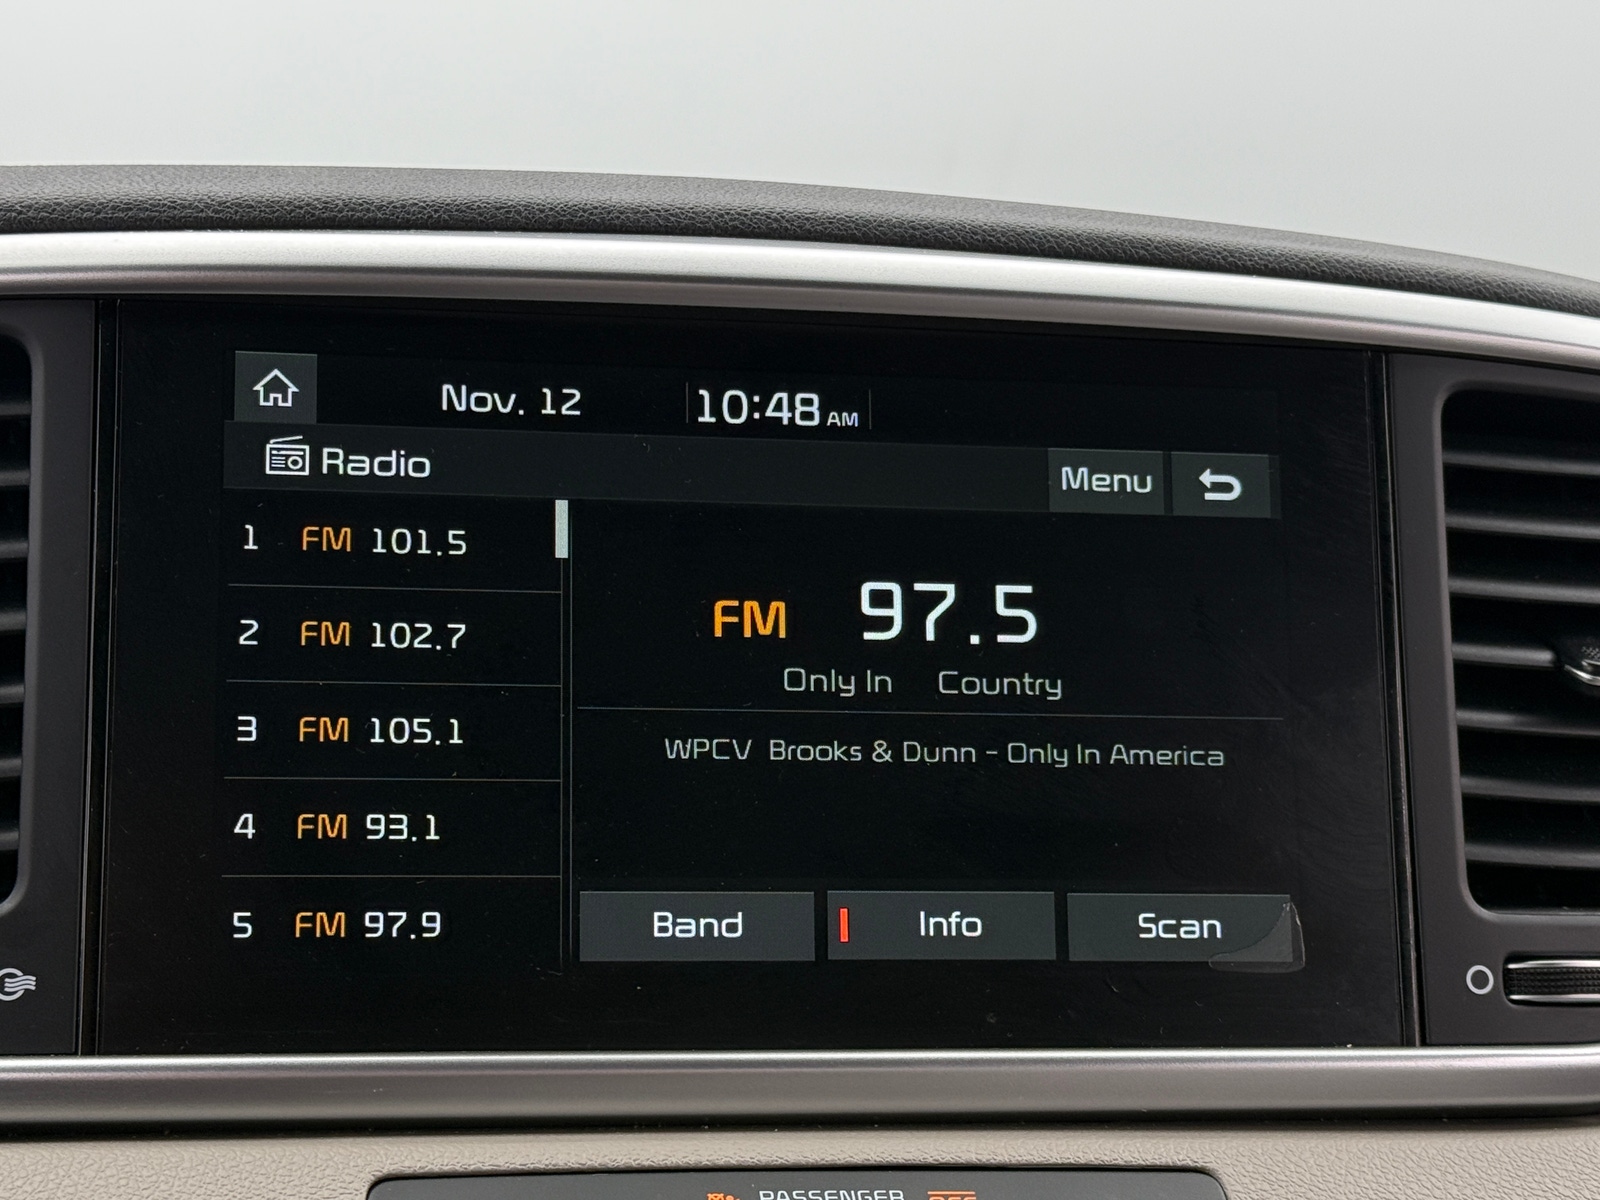 Nov. 12 10:48 AM
Radio
Menu
1 FM 101.5
2 FM 102.7
3 FM 105.1
4 FM 93.1
5 FM 97.9
FM 97.5
Only In Country
WPCV Brooks & Dunn - Only In America
Band Info Scan
PASSENGER OFF